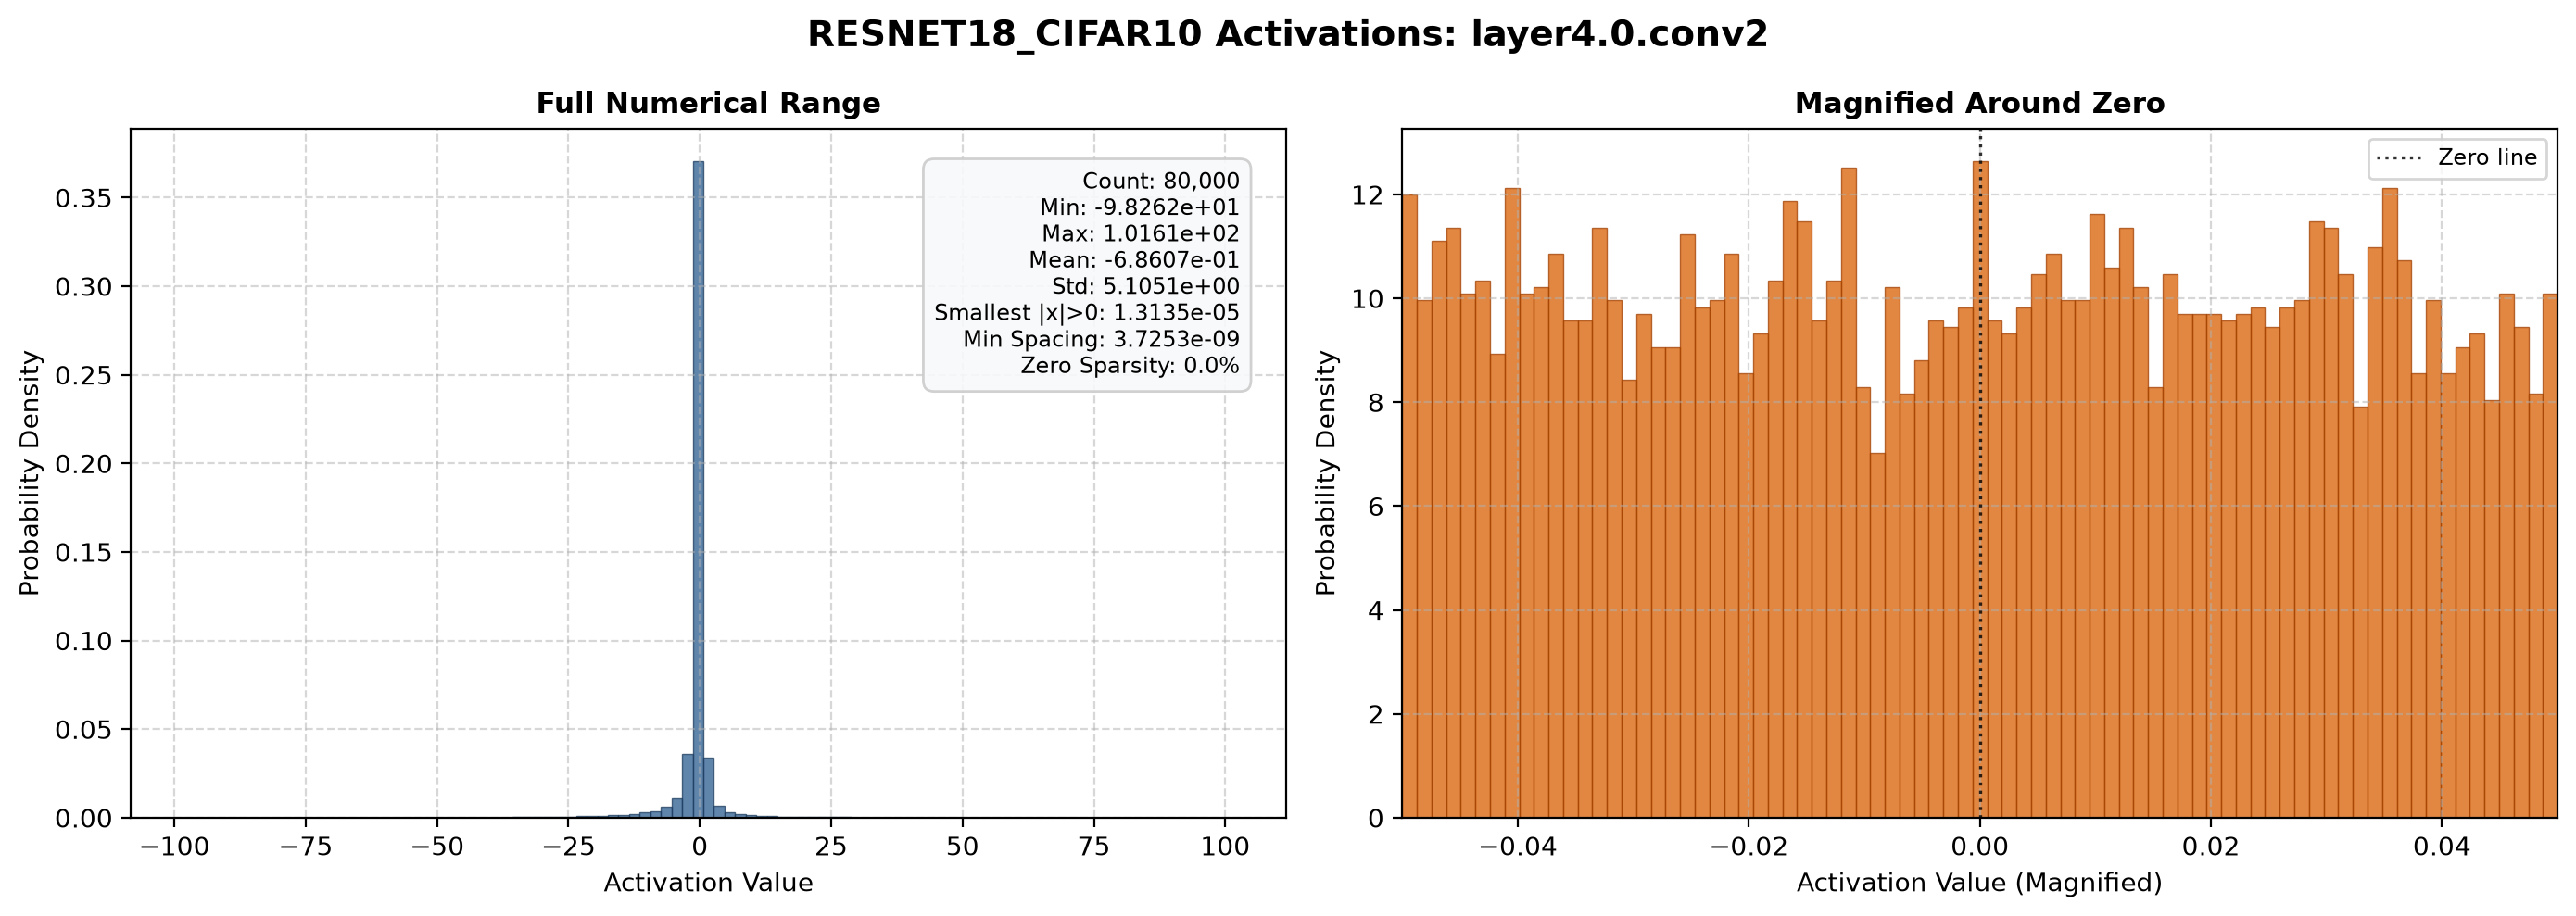 RESNET18_CIFAR10 Activations: layer4.0.conv2
Full Numerical Range
Probability Density
0.35
0.30
0.25
0.20
0.15
0.10
0.05
0.00
Count: 80,000
Min: -9.8262e+01
Max: 1.0161e+02
Mean: -6.8607e-01
Std: 5.1051e+00
Smallest |x|>0: 1.3135e-05
Min Spacing: 3.7253e-09
Zero Sparsity: 0.0%
−100 −75 −50 −25 0 25 50 75 100
Activation Value
Magnified Around Zero
Probability Density
12
10
8
6
4
2
0
Zero line
−0.04 −0.02 0.00 0.02 0.04
Activation Value (Magnified)